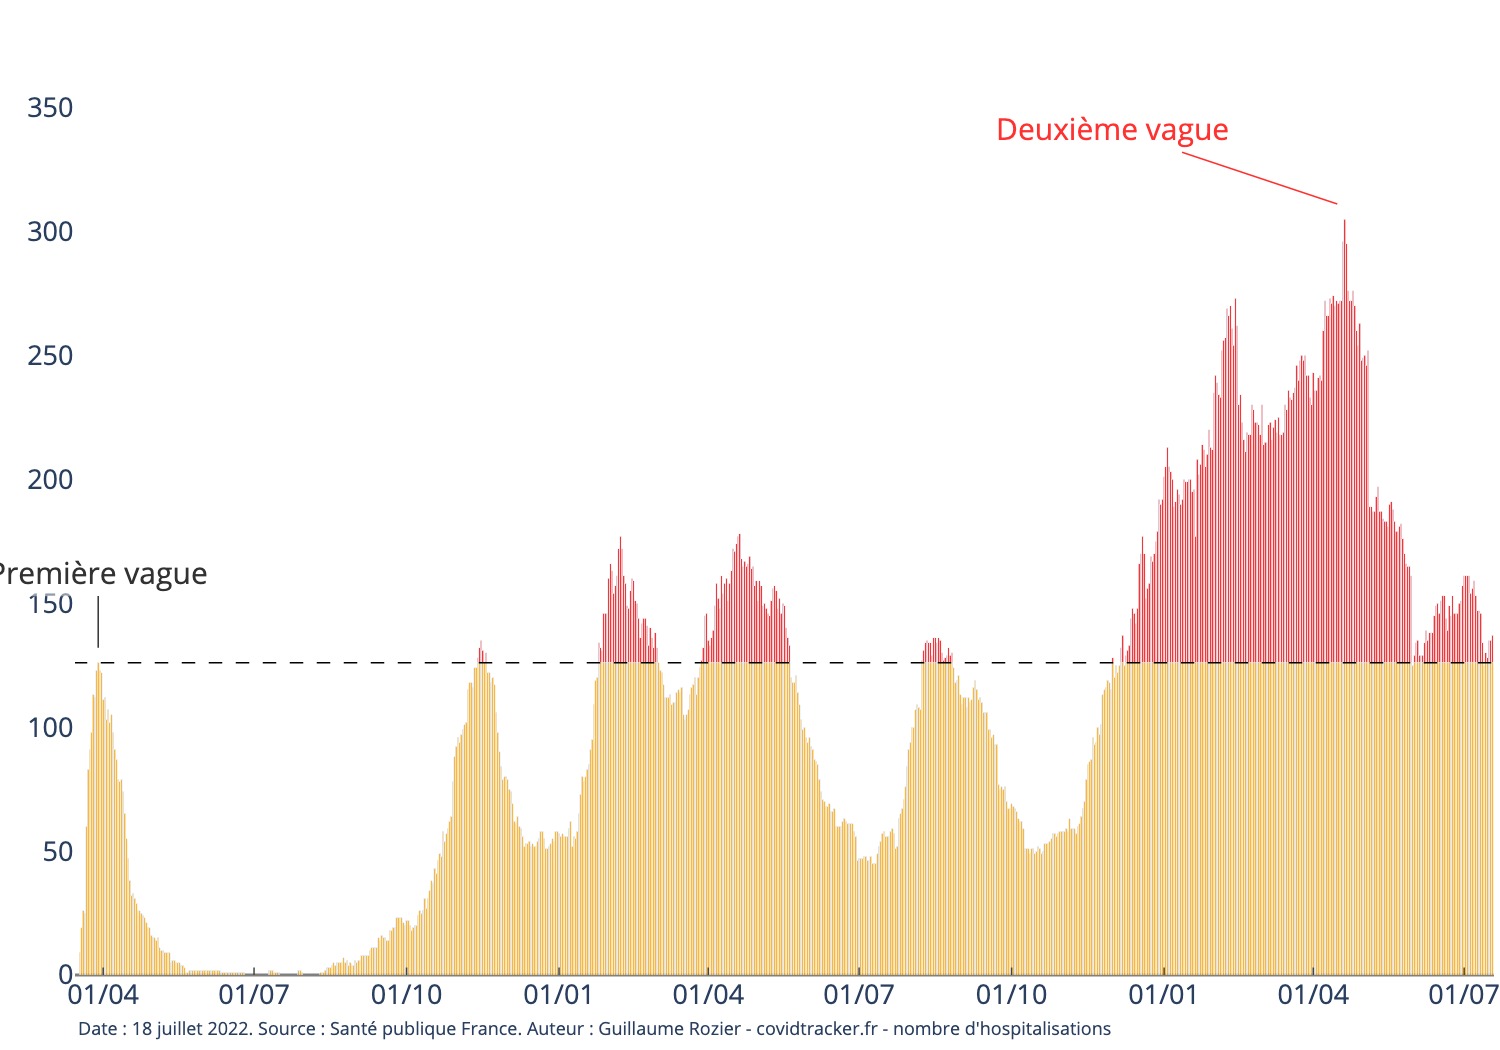 350
Deuxième vague
300
250
200
Première vague
150
100
50
0
01/04 01/07 01/10 01/01 01/04 01/07 01/10 01/01 01/04 01/07
Date : 18 juillet 2022. Source : Santé publique France. Auteur : Guillaume Rozier - covidtracker.fr - nombre d'hospitalisations